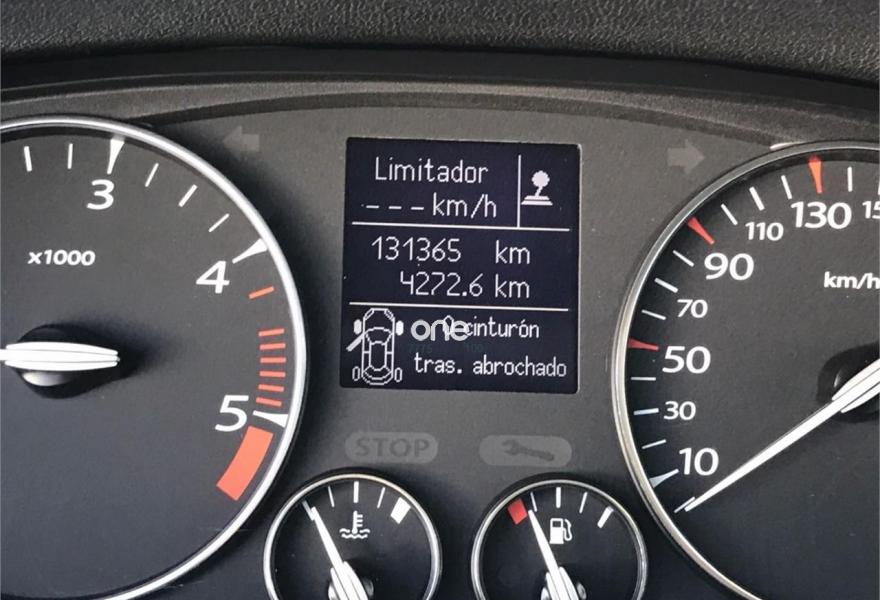 Limitador
--- km/h
131365 km
4272.6 km
0 cinturón
tras. abrochado
one
x1000
3
4
5
STOP
10
30
50
70
90
110
130
km/h